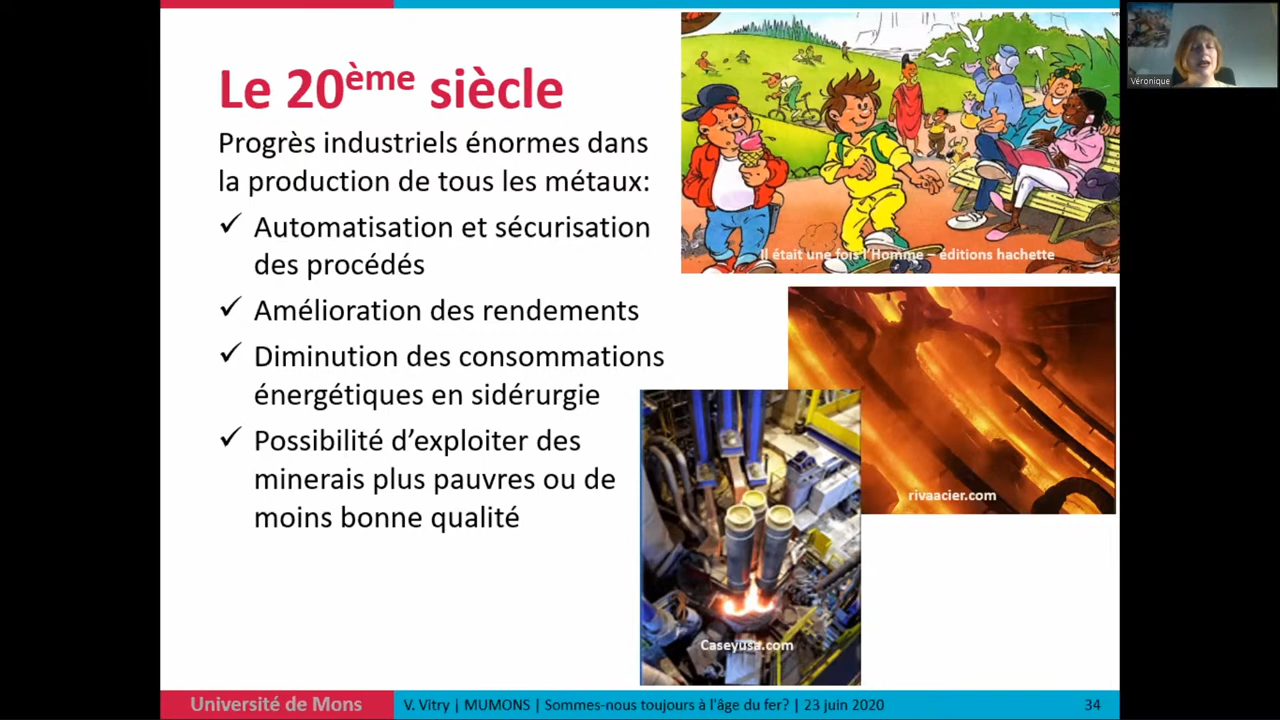 Le 20ème siècle
Progrès industriels énormes dans
la production de tous les métaux:
✓ Automatisation et sécurisation
des procédés
✓ Amélioration des rendements
✓ Diminution des consommations
énergétiques en sidérurgie
✓ Possibilité d'exploiter des
minerais plus pauvres ou de
moins bonne qualité
Il était une fois l'Homme – éditions hachette
rivaacier.com
Caseyusa.com
Véronique
Université de Mons
V. Vitry | MUMONS | Sommes-nous toujours à l'âge du fer? | 23 juin 2020
34